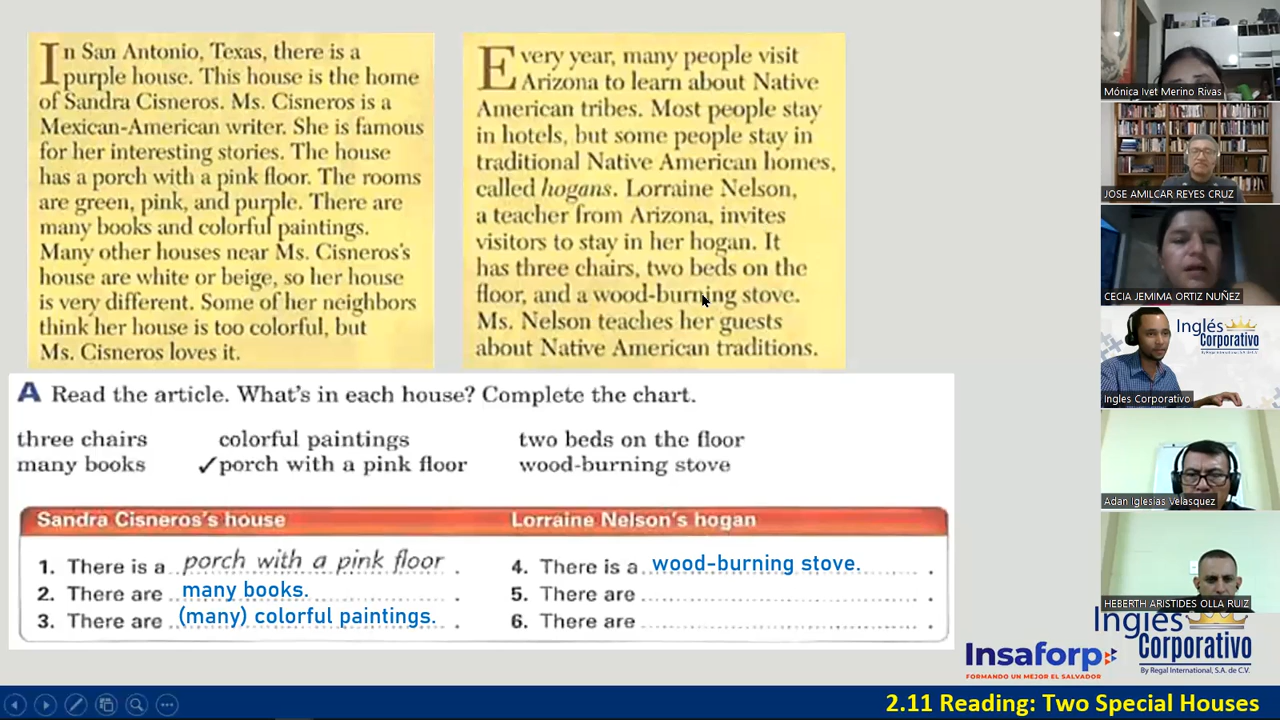 In San Antonio, Texas, there is a
purple house. This house is the home
of Sandra Cisneros. Ms. Cisneros is a
Mexican-American writer. She is famous
for her interesting stories. The house
has a porch with a pink floor. The rooms
are green, pink, and purple. There are
many books and colorful paintings.
Many other houses near Ms. Cisneros's
house are white or beige, so her house
is very different. Some of her neighbors
think her house is too colorful, but
Ms. Cisneros loves it.
Every year, many people visit
Arizona to learn about Native
American tribes. Most people stay
in hotels, but some people stay in
traditional Native American homes,
called hogans. Lorraine Nelson,
a teacher from Arizona, invites
visitors to stay in her hogan. It
has three chairs, two beds on the
floor, and a wood-burning stove.
Ms. Nelson teaches her guests
about Native American traditions.
A Read the article. What's in each house? Complete the chart.
three chairs colorful paintings two beds on the floor
many books ✓porch with a pink floor wood-burning stove
Sandra Cisneros's house Lorraine Nelson's hogan
1. There is a porch with a pink floor .
2. There are many books. .
3. There are (many) colorful paintings. .
4. There is a wood-burning stove. .
5. There are .
6. There are .
Mónica Ivet Merino Rivas
JOSE AMILCAR REYES CRUZ
CECIA JEMIMA ORTIZ NUÑEZ
Inglés
Corporativo
By Regal International, S.A. de C.V.
Ingles Corporativo
Adan Iglesias Velasquez
HEBERTH ARISTIDES OLLA RUIZ
Inglés
Corporativo
By Regal International, S.A. de C.V.
Insaforp
FORMANDO UN MEJOR EL SALVADOR
2.11 Reading: Two Special Houses